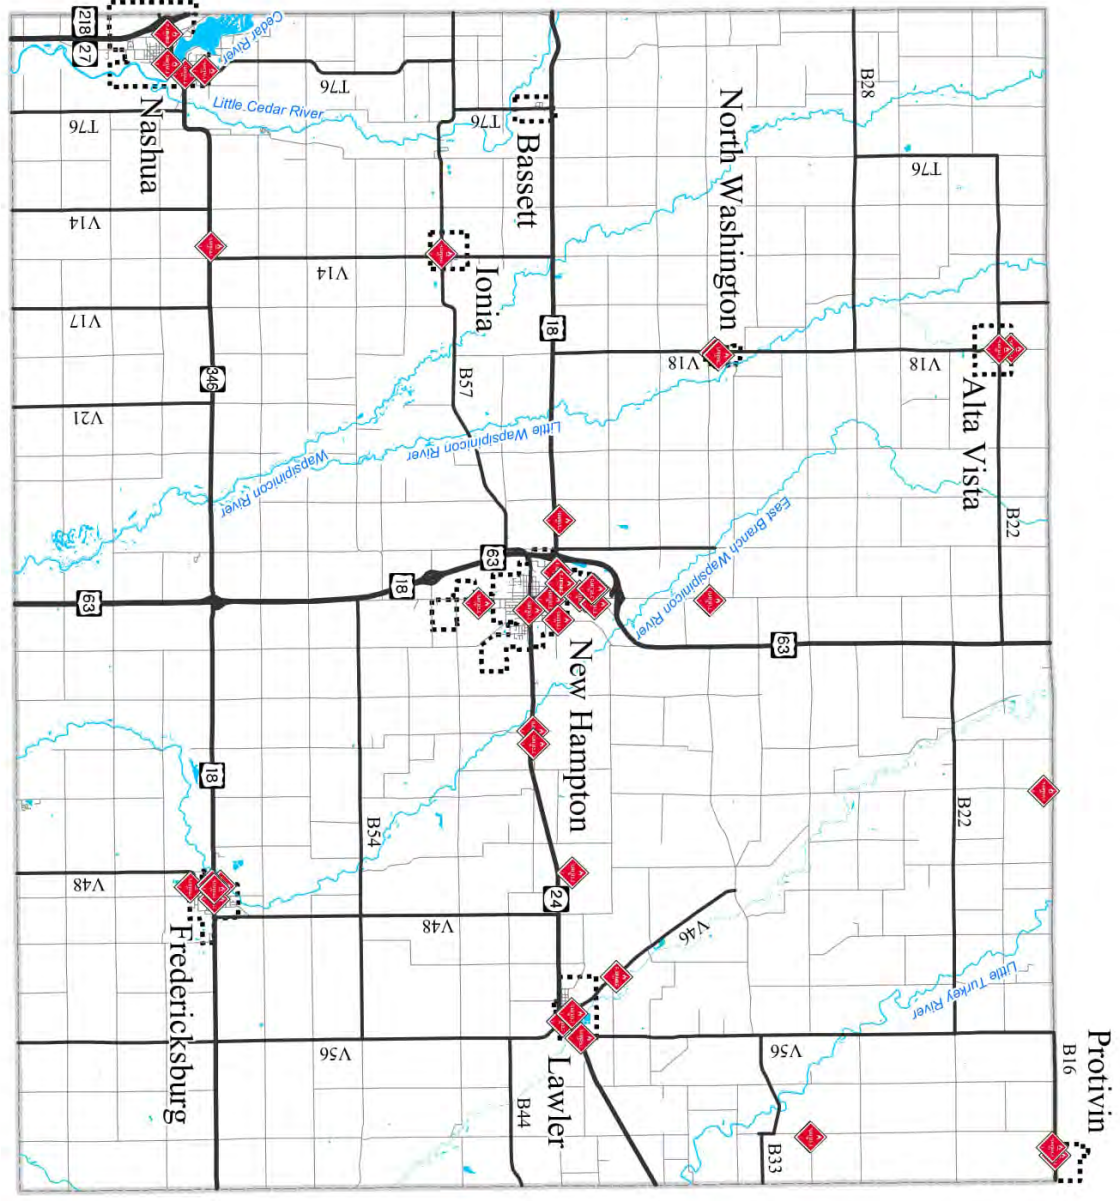 Protivin
B16
B22
Alta Vista
B22
Little Turkey River
T76
V18
B28
63
V56
B33
North Washington
East Branch Wapsipinicon River
V46
V18
New Hampton
18
24
Lawler
Bassett
B44
63
T76
Ionia
Little Wapsipinicon River
B57
V48
18
B54
T76
V14
V56
Cedar River
Little Cedar River
Wapsipinicon River
346
18
Fredericksburg
Nashua
218
27
T76
V14
V17
V21
63
V48